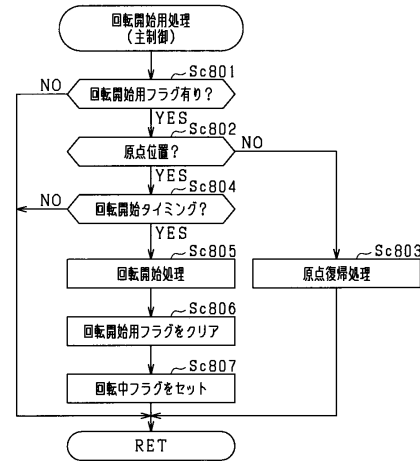 回転開始用処理
(主制御)
Sc801
NO
回転開始用フラグ有り?
YES
Sc802
原点位置?
NO
YES
Sc804
NO
回転開始タイミング?
YES
Sc805
回転開始処理
Sc803
原点復帰処理
Sc806
回転開始用フラグをクリア
Sc807
回転中フラグをセット
RET